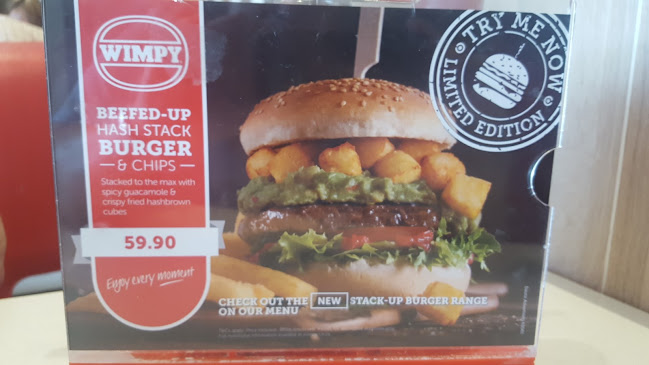 WIMPY
BEEFED-UP
HASH STACK
BURGER
& CHIPS
Stacked to the max with
spicy guacamole &
crispy fried hashbrown
cubes
59.90
Enjoy every moment
TRY ME NOW
LIMITED EDITION
CHECK OUT THE NEW STACK-UP BURGER RANGE
ON OUR MENU